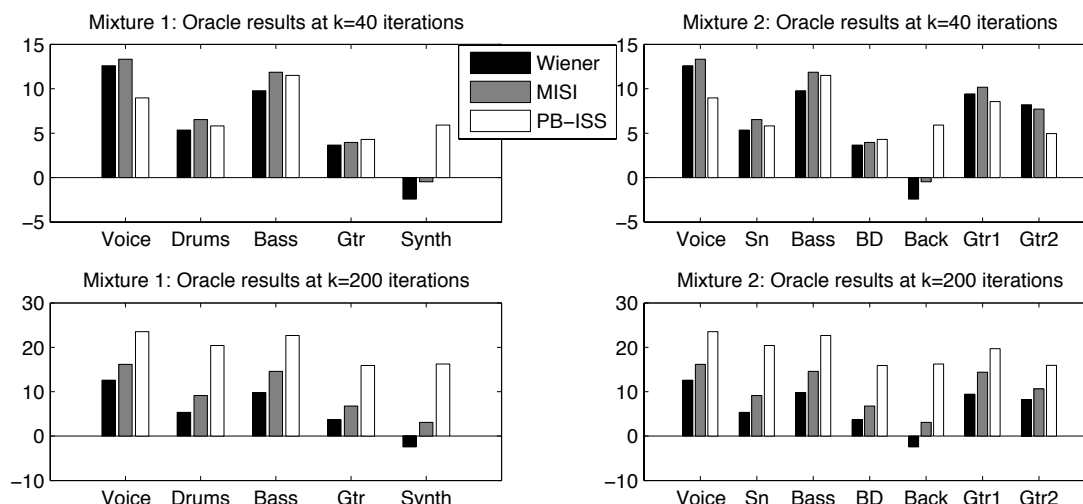 Mixture 1: Oracle results at k=40 iterations
15
10
5
0
−5
Voice Drums Bass Gtr Synth
Wiener
MISI
PB−ISS
Mixture 2: Oracle results at k=40 iterations
15
10
5
0
−5
Voice Sn Bass BD Back Gtr1 Gtr2
Mixture 1: Oracle results at k=200 iterations
30
20
10
0
−10
Voice Drums Bass Gtr Synth
Mixture 2: Oracle results at k=200 iterations
30
20
10
0
−10
Voice Sn Bass BD Back Gtr1 Gtr2